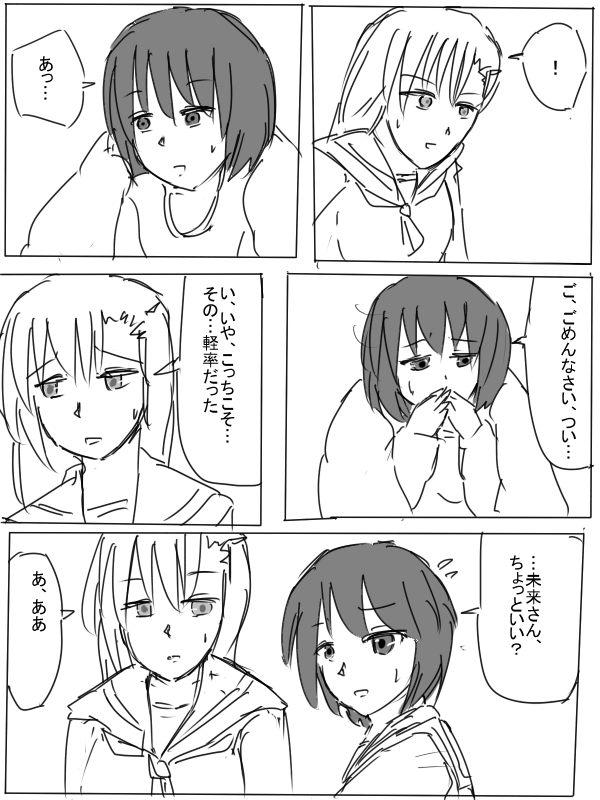 ！
あっ…
ご、ごめんなさい、つい…
い、いや、こっちこそ…
その…軽率だった
…未来さん、
ちょっといい？
あ、ああ